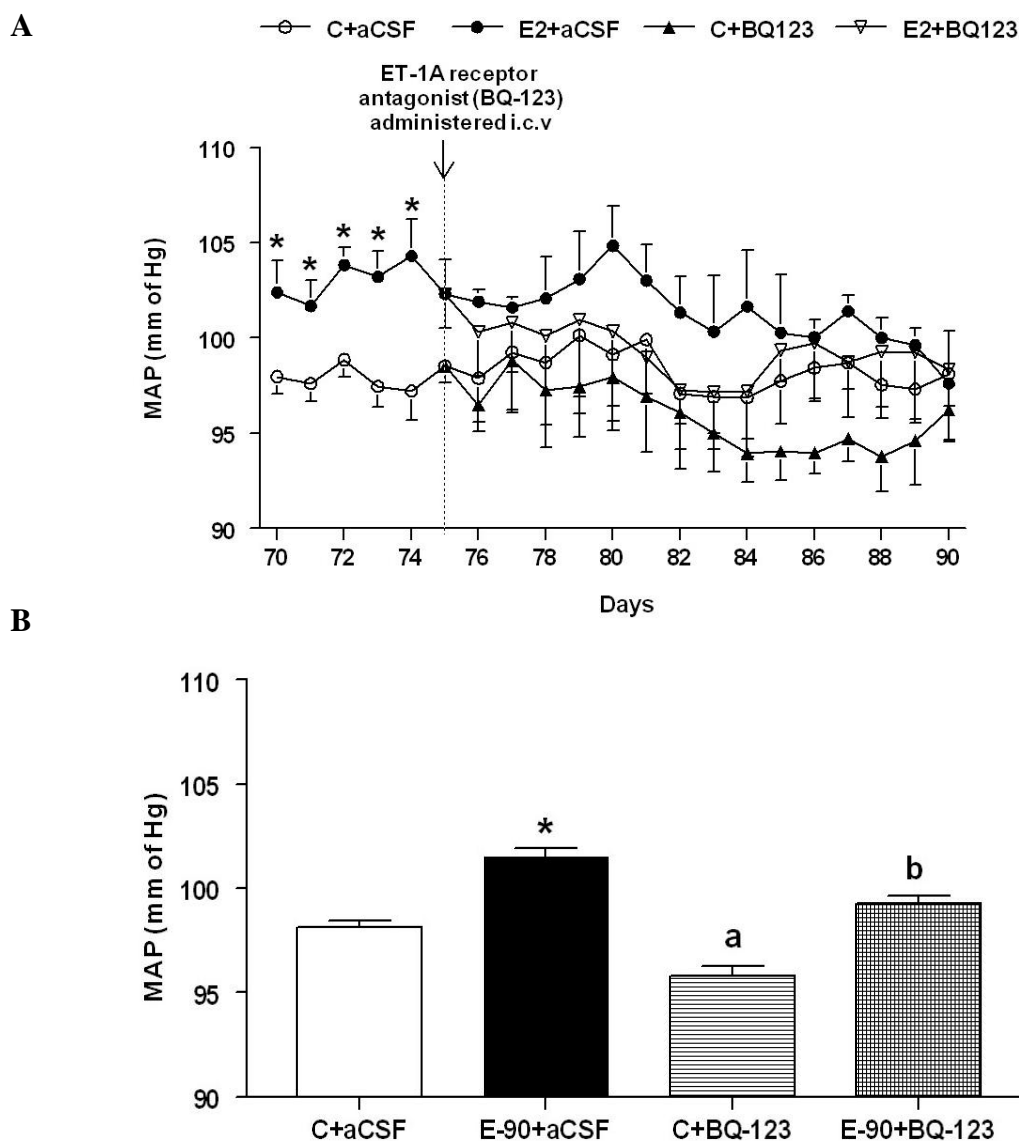 A
C+aCSF E2+aCSF C+BQ123 E2+BQ123
ET-1A receptor
antagonist (BQ-123)
administered i.c.v
110
105
100
95
90
MAP (mm of Hg)
* * * * *
70 72 74 76 78 80 82 84 86 88 90
Days
B
110
105
100
95
90
MAP (mm of Hg)
*
a
b
C+aCSF E-90+aCSF C+BQ-123 E-90+BQ-123